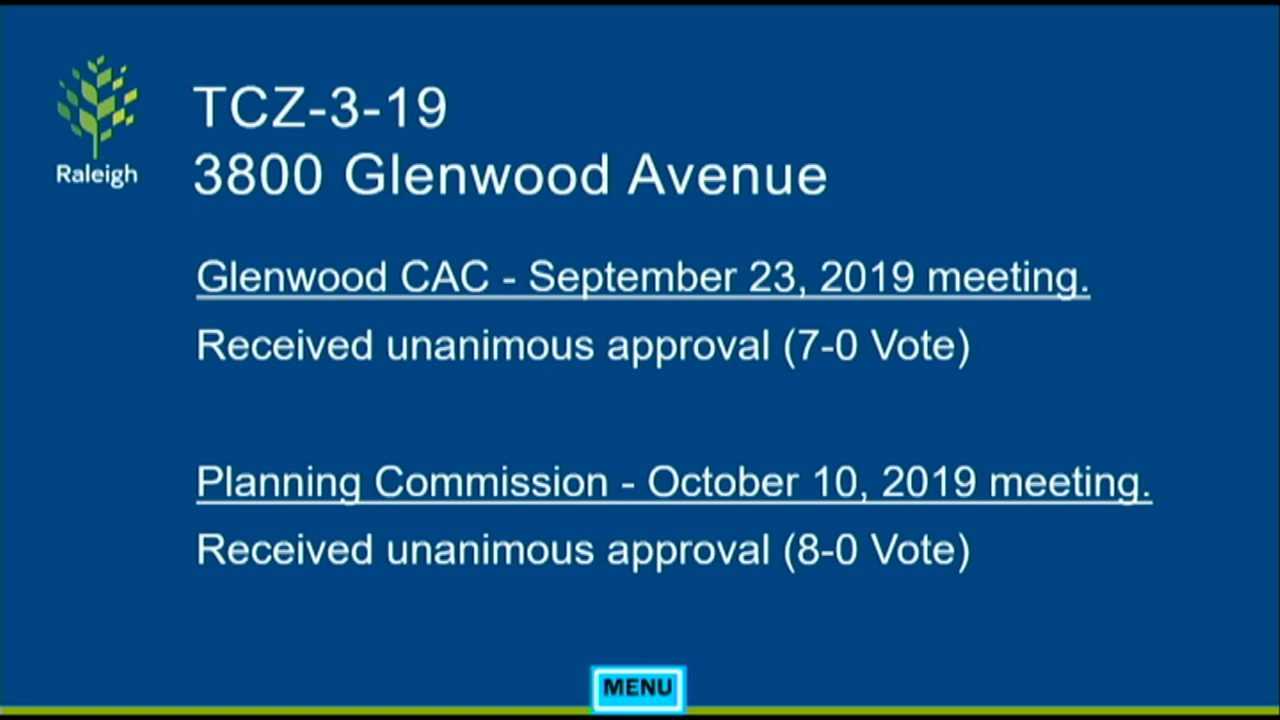 Raleigh
TCZ-3-19
3800 Glenwood Avenue
Glenwood CAC - September 23, 2019 meeting.
Received unanimous approval (7-0 Vote)
Planning Commission - October 10, 2019 meeting.
Received unanimous approval (8-0 Vote)
MENU